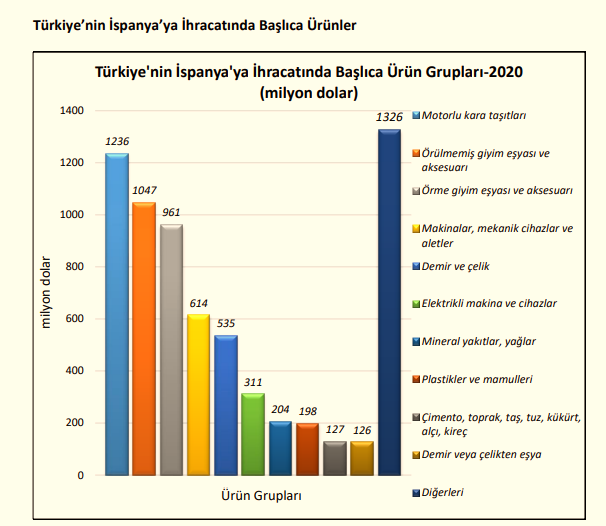 Türkiye’nin İspanya’ya İhracatında Başlıca Ürünler
Türkiye'nin İspanya'ya İhracatında Başlıca Ürün Grupları-2020
(milyon dolar)
1400
1200
1000
800
600
400
200
0
milyon dolar
1236
1047
961
614
535
311
204
198
127
126
1326
Ürün Grupları
Motorlu kara taşıtları
Örülmemiş giyim eşyası ve
aksesuarı
Örme giyim eşyası ve aksesuarı
Makinalar, mekanik cihazlar ve
aletler
Demir ve çelik
Elektrikli makina ve cihazlar
Mineral yakıtlar, yağlar
Plastikler ve mamulleri
Çimento, toprak, taş, tuz, kükürt,
alçı, kireç
Demir veya çelikten eşya
Diğerleri